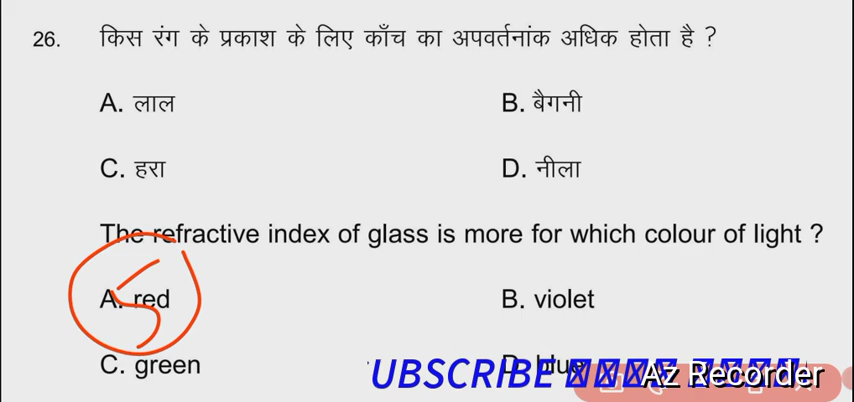 26. किस रंग के प्रकाश के लिए काँच का अपवर्तनांक अधिक होता है ?
A. लाल B. बैगनी
C. हरा D. नीला
The refractive index of glass is more for which colour of light ?
A. red B. violet
C. green D. blue
UBSCRIBE
Az Recorder